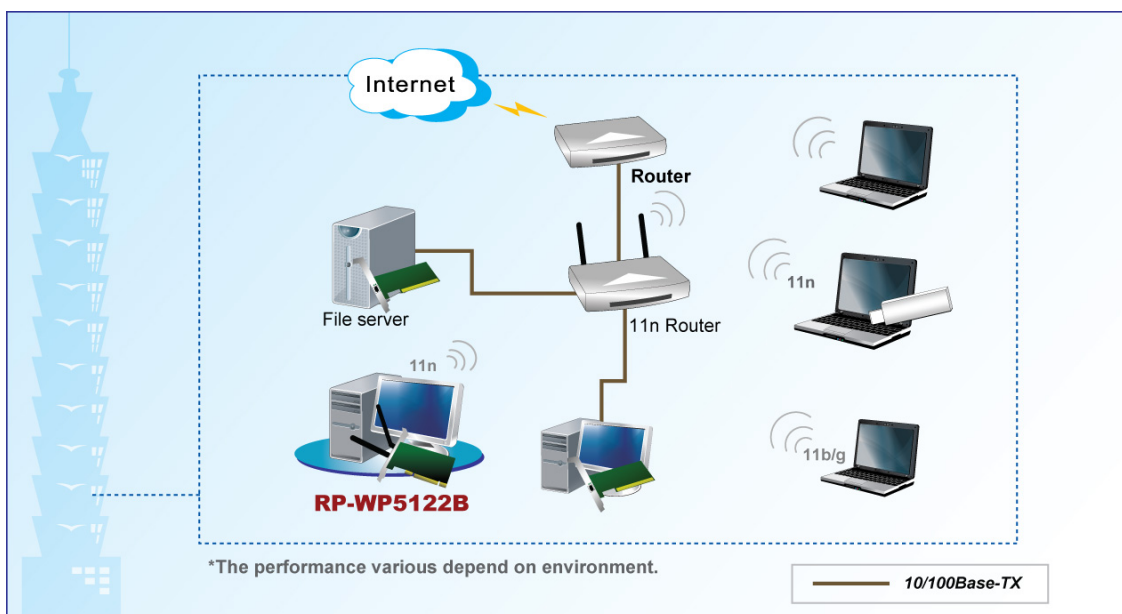 Internet
Router
11n
File server
11n Router
11n
11b/g
RP-WP5122B
*The performance various depend on environment.
10/100Base-TX